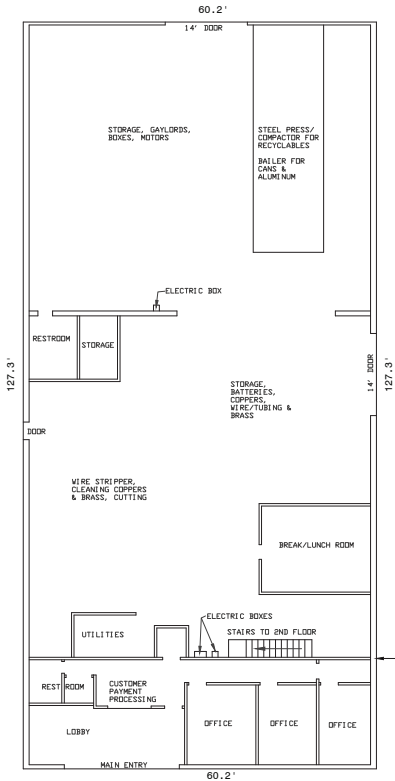 60.2'
14' DOOR
STORAGE, GAYLORDS,
BOXES, MOTORS
STEEL PRESS/
COMPACTOR FOR
RECYCLABLES
BAILER FOR
CANS &
ALUMINUM
ELECTRIC BOX
RESTROOM
STORAGE
127.3'
14' DOOR
127.3'
STORAGE,
BATTERIES,
COPPERS,
WIRE/TUBING &
BRASS
DOOR
WIRE STRIPPER,
CLEANING COPPERS
& BRASS, CUTTING
BREAK/LUNCH ROOM
ELECTRIC BOXES
STAIRS TO 2ND FLOOR
UTILITIES
REST ROOM
CUSTOMER
PAYMENT
PROCESSING
LOBBY
OFFICE
OFFICE
OFFICE
MAIN ENTRY
60.2'